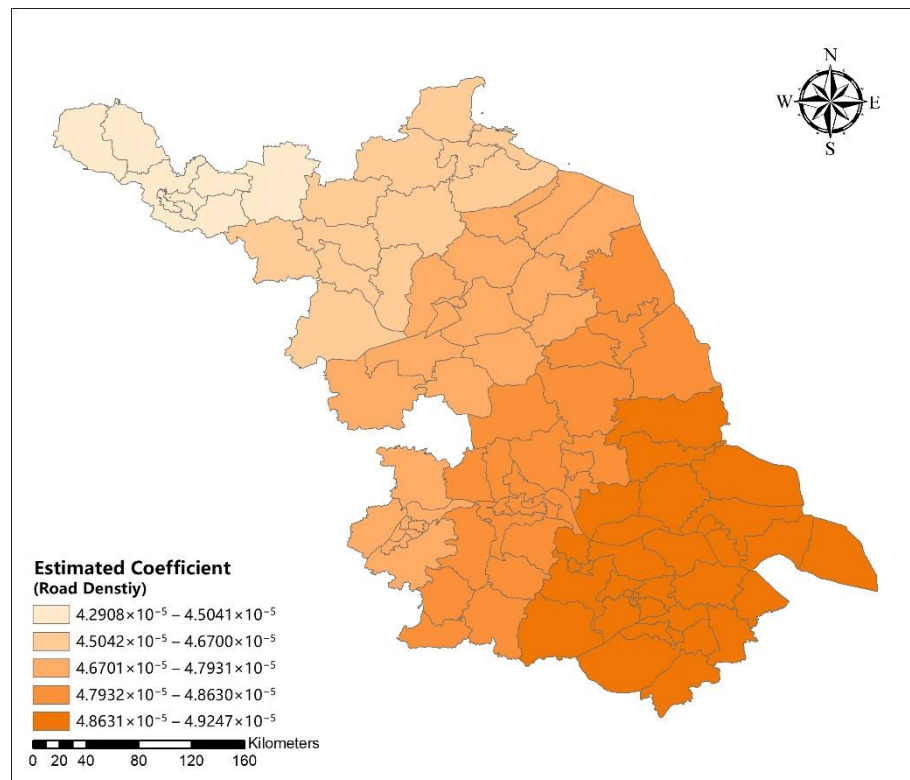 N
W E
S
Estimated Coefficient
(Road Denstiy)
4.2908×10⁻⁵ – 4.5041×10⁻⁵
4.5042×10⁻⁵ – 4.6700×10⁻⁵
4.6701×10⁻⁵ – 4.7931×10⁻⁵
4.7932×10⁻⁵ – 4.8630×10⁻⁵
4.8631×10⁻⁵ – 4.9247×10⁻⁵
Kilometers
0 20 40 80 120 160